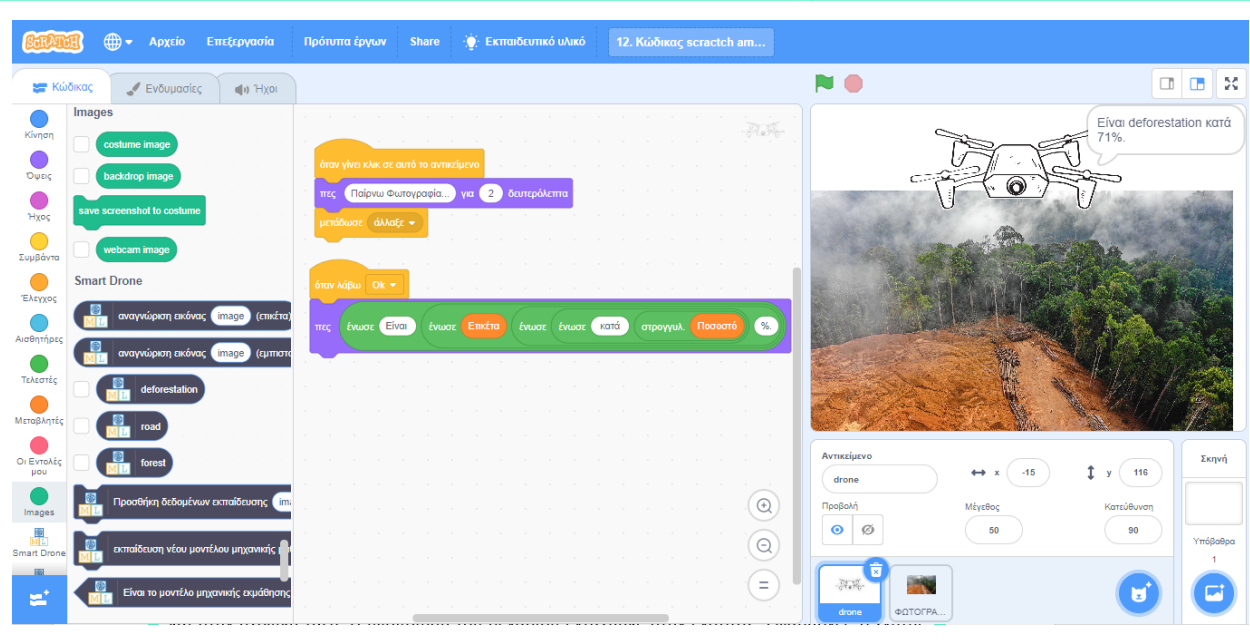 SCRATCH Αρχείο Επεξεργασία Πρότυπα έργων Share Εκπαιδευτικό υλικό 12. Κώδικας scractch am...
Κώδικας Ενδυμασίες Ήχοι
Κίνηση
Όψεις
Ήχος
Συμβάντα
Έλεγχος
Αισθητήρες
Τελεστές
Μεταβλητές
Οι Εντολές
μου
Images
Smart Drone
Images
costume image
backdrop image
save screenshot to costume
webcam image
Smart Drone
αναγνώριση εικόνας image (ετικέτα)
αναγνώριση εικόνας image (εμπιστο
deforestation
road
forest
Προσθήκη δεδομένων εκπαίδευσης ima
εκπαίδευση νέου μοντέλου μηχανικής
Είναι το μοντέλο μηχανικής εκμάθησης
όταν γίνει κλικ σε αυτό το αντικείμενο
πες Παίρνω Φωτογραφία... για 2 δευτερόλεπτα
μετάδωσε άλλαξε
όταν λάβω Ok
πες ένωσε Είναι ένωσε Ετικέτα ένωσε ένωσε κατά στρογγυλ. Ποσοστό %.
Είναι deforestation κατά
71%.
Αντικείμενο
drone
x -15
y 116
Προβολή
Μέγεθος
50
Κατεύθυνση
90
drone
ΦΩΤΟΓΡΑ...
Σκηνή
Υπόβαθρα
1